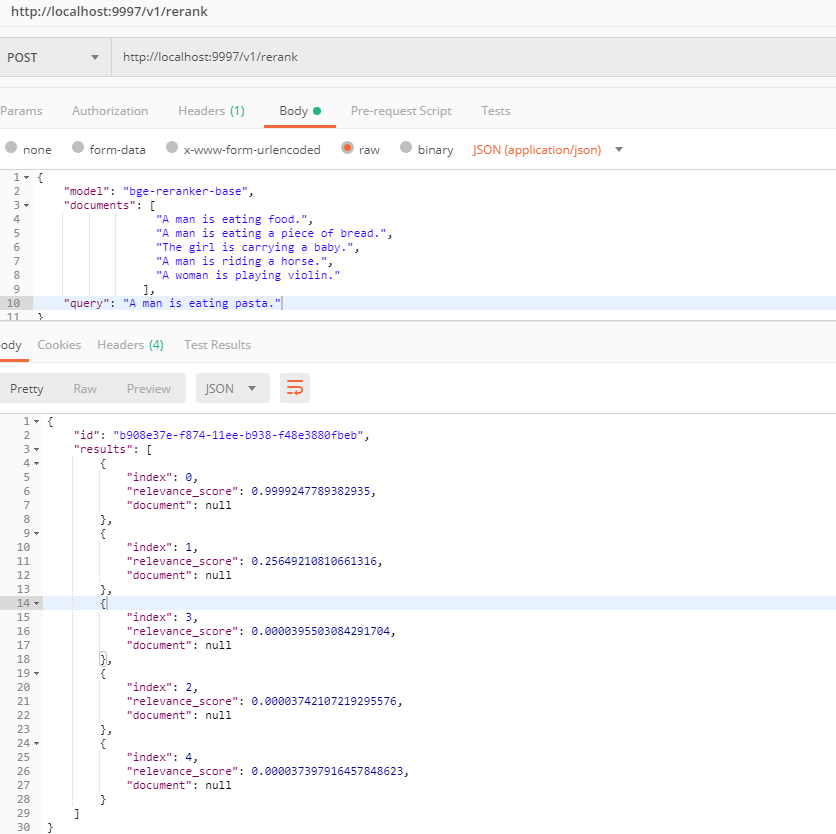 http://localhost:9997/v1/rerank
POST http://localhost:9997/v1/rerank
Params Authorization Headers (1) Body Pre-request Script Tests
none form-data x-www-form-urlencoded raw binary JSON (application/json)
1 {
2 "model": "bge-reranker-base",
3 "documents": [
4 "A man is eating food.",
5 "A man is eating a piece of bread.",
6 "The girl is carrying a baby.",
7 "A man is riding a horse.",
8 "A woman is playing violin."
9 ],
10 "query": "A man is eating pasta."
11 }
ody Cookies Headers (4) Test Results
Pretty Raw Preview JSON
1 {
2 "id": "b908e37e-f874-11ee-b938-f48e3880fbeb",
3 "results": [
4 {
5 "index": 0,
6 "relevance_score": 0.9999247789382935,
7 "document": null
8 },
9 {
10 "index": 1,
11 "relevance_score": 0.25649210810661316,
12 "document": null
13 },
14 {
15 "index": 3,
16 "relevance_score": 0.0000395503084291704,
17 "document": null
18 },
19 {
20 "index": 2,
21 "relevance_score": 0.00003742107219295576,
22 "document": null
23 },
24 {
25 "index": 4,
26 "relevance_score": 0.000037397916457848623,
27 "document": null
28 }
29 ]
30 }